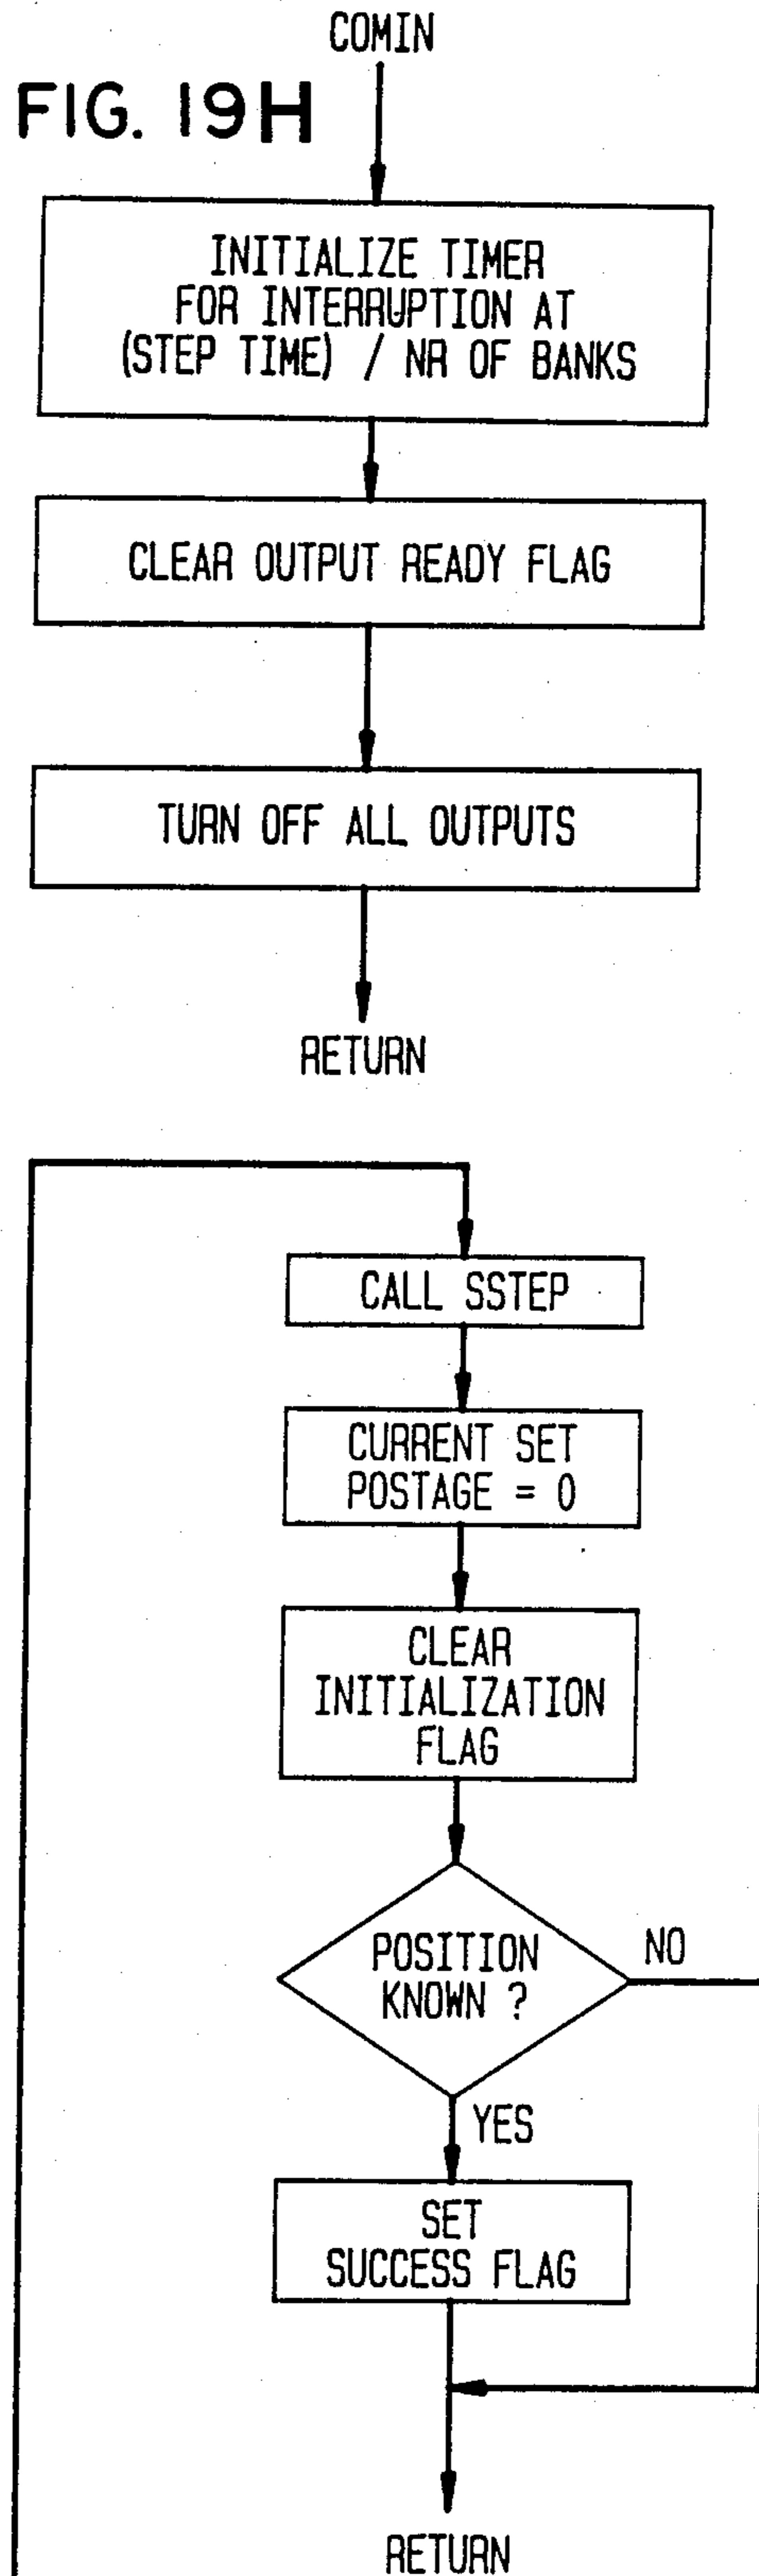 COMIN
FIG. 19H
INITIALIZE TIMER
FOR INTERRUPTION AT
(STEP TIME) / NR OF BANKS
CLEAR OUTPUT READY FLAG
TURN OFF ALL OUTPUTS
RETURN
CALL SSTEP
CURRENT SET
POSTAGE = 0
CLEAR
INITIALIZATION
FLAG
POSITION
KNOWN ?
NO
YES
SET
SUCCESS FLAG
RETURN